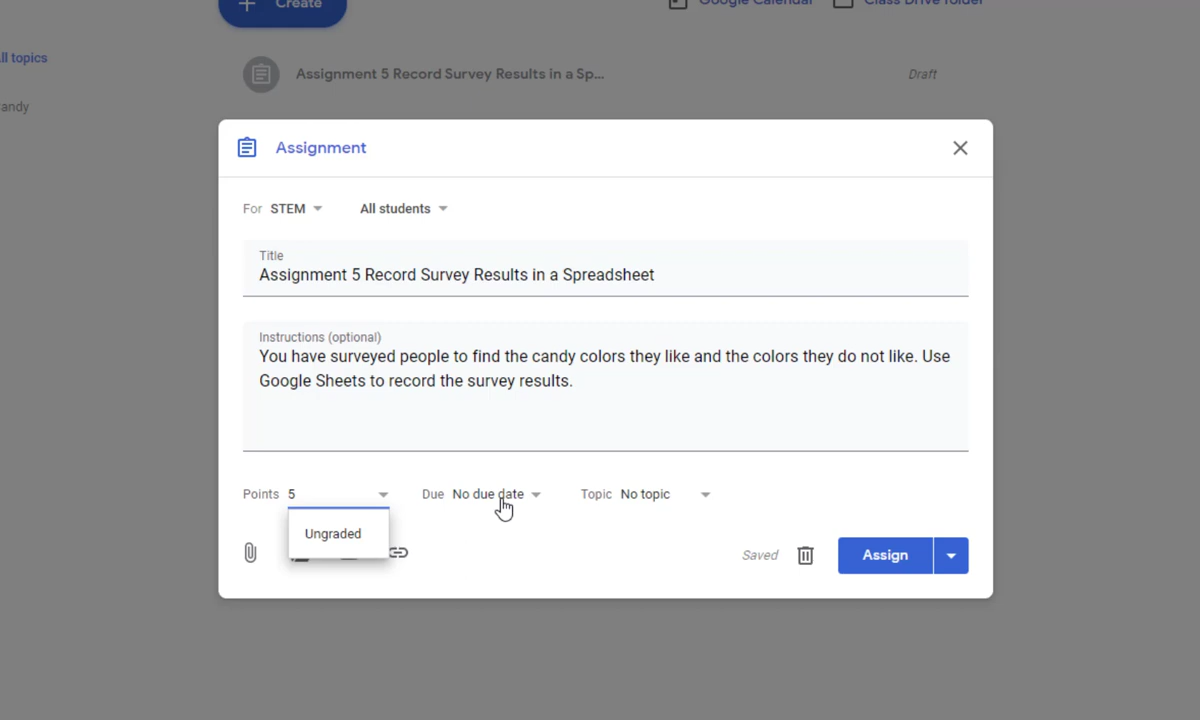 Create
Google Calendar
Class Drive folder
ll topics
Assignment 5 Record Survey Results in a Sp...
Draft
andy
Assignment
For STEM
All students
Title
Assignment 5 Record Survey Results in a Spreadsheet
Instructions (optional)
You have surveyed people to find the candy colors they like and the colors they do not like. Use
Google Sheets to record the survey results.
Points 5
Due No due date
Topic No topic
Ungraded
Saved
Assign